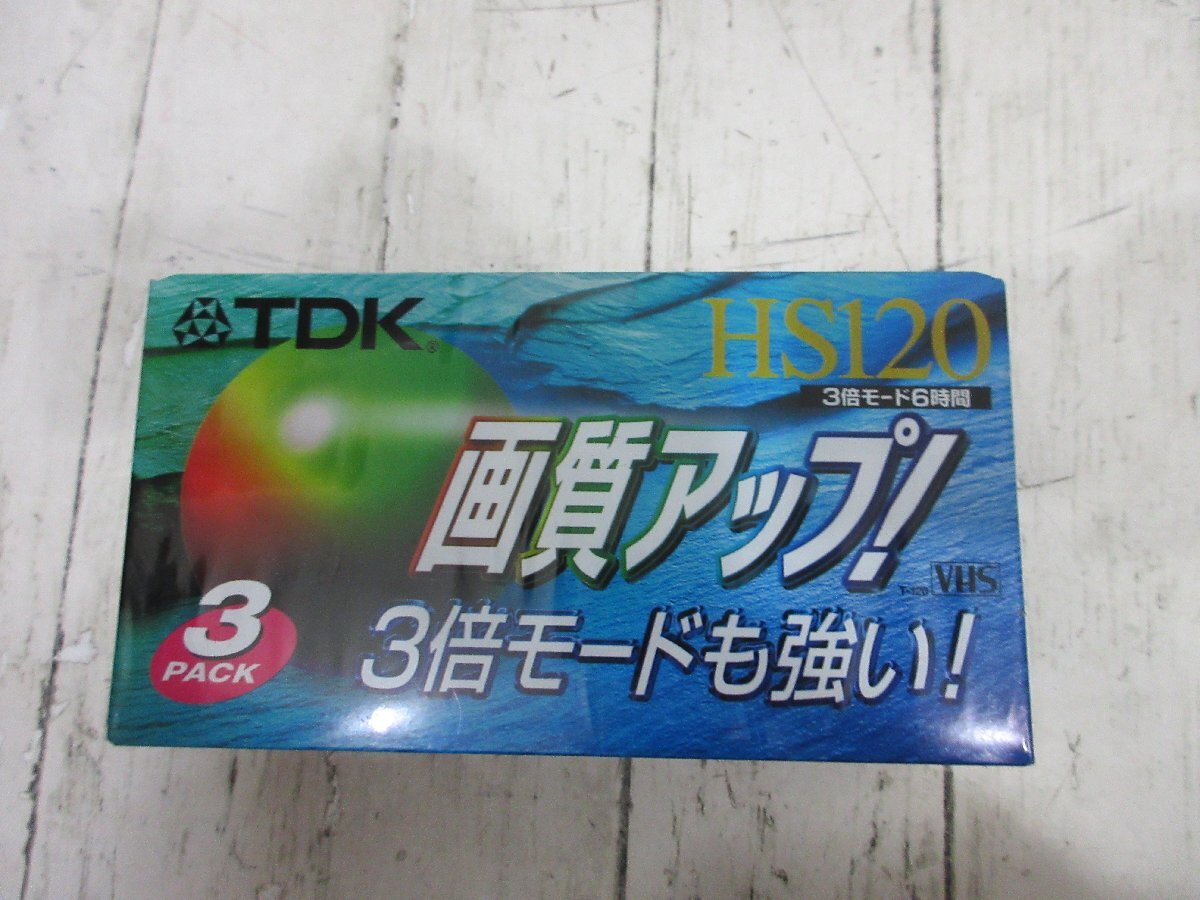 TDK®
HS120
3倍モード6時間
画質アップ!
T-120 VHS
3 PACK
3倍モードも強い!